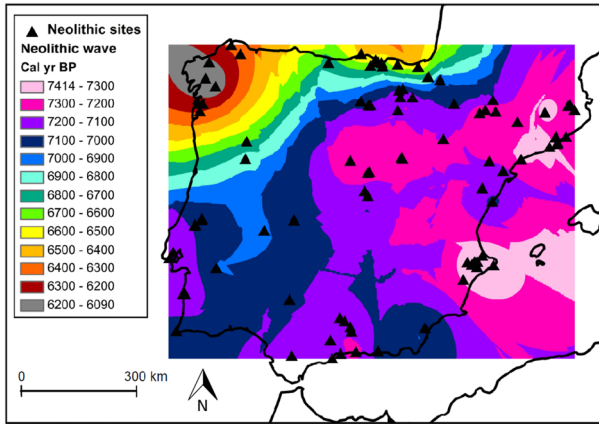 Neolithic sites
Neolithic wave
Cal yr BP
7414 - 7300
7300 - 7200
7200 - 7100
7100 - 7000
7000 - 6900
6900 - 6800
6800 - 6700
6700 - 6600
6600 - 6500
6500 - 6400
6400 - 6300
6300 - 6200
6200 - 6090
0 300 km
N